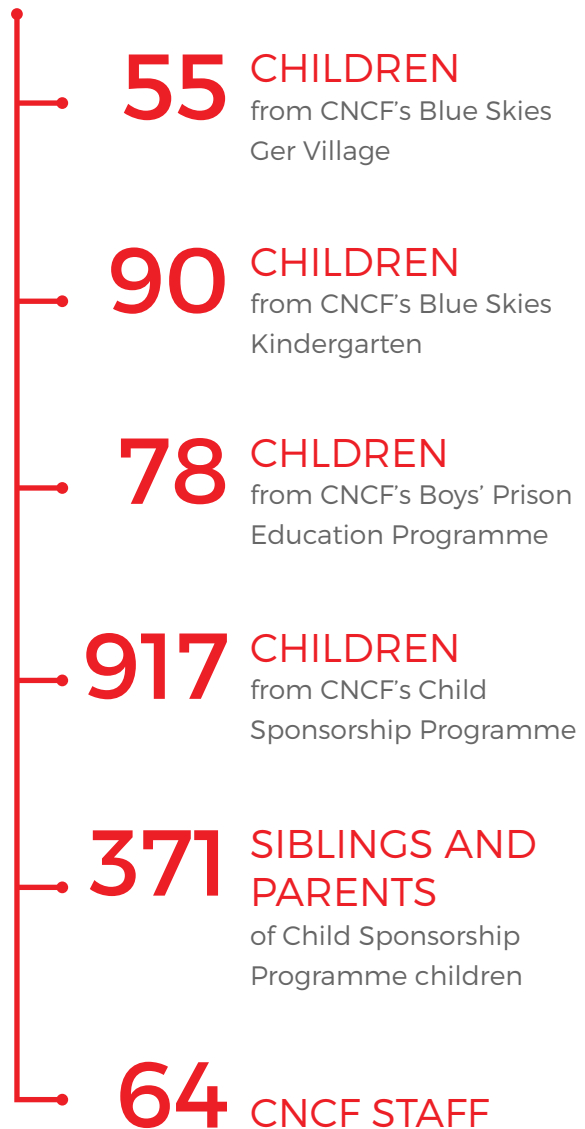 55 CHILDREN
from CNCF's Blue Skies
Ger Village
90 CHILDREN
from CNCF's Blue Skies
Kindergarten
78 CHLDREN
from CNCF's Boys' Prison
Education Programme
917 CHILDREN
from CNCF's Child
Sponsorship Programme
371 SIBLINGS AND
PARENTS
of Child Sponsorship
Programme children
64 CNCF STAFF